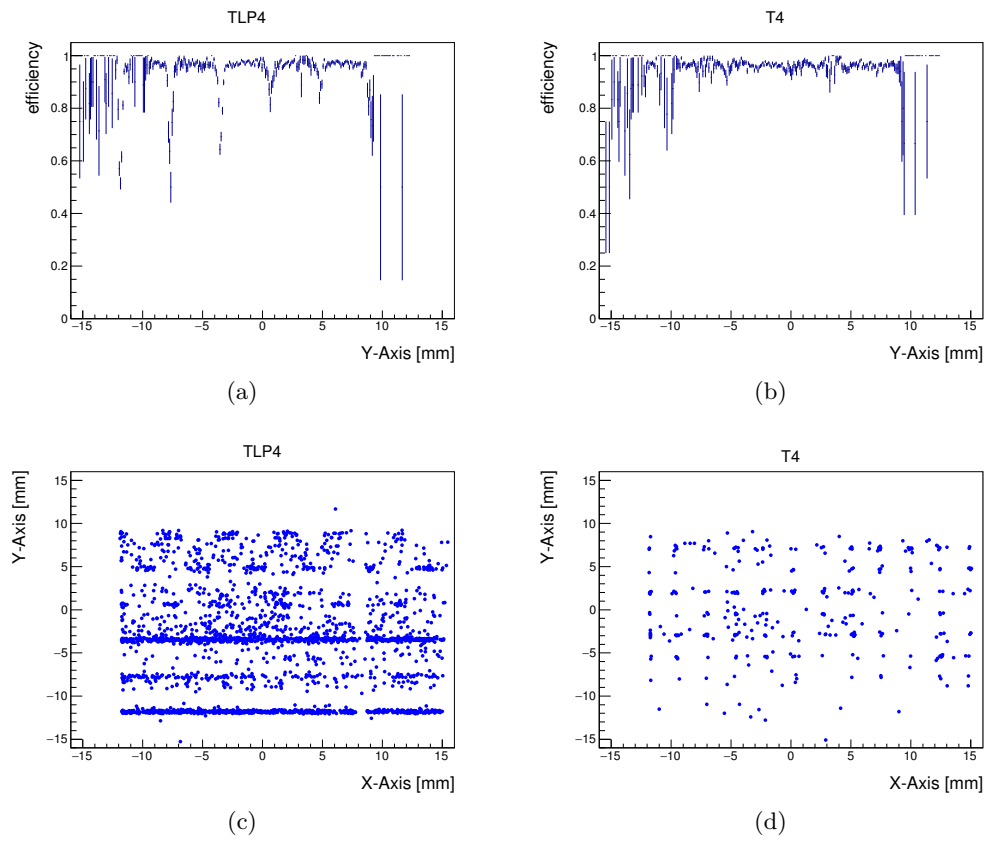 TLP4
efficiency
1
0.8
0.6
0.4
0.2
0
−15 −10 −5 0 5 10 15
Y-Axis [mm]
(a)
T4
efficiency
1
0.8
0.6
0.4
0.2
0
−15 −10 −5 0 5 10 15
Y-Axis [mm]
(b)
TLP4
Y-Axis [mm]
15
10
5
0
−5
−10
−15
−15 −10 −5 0 5 10 15
X-Axis [mm]
(c)
T4
Y-Axis [mm]
15
10
5
0
−5
−10
−15
−15 −10 −5 0 5 10 15
X-Axis [mm]
(d)